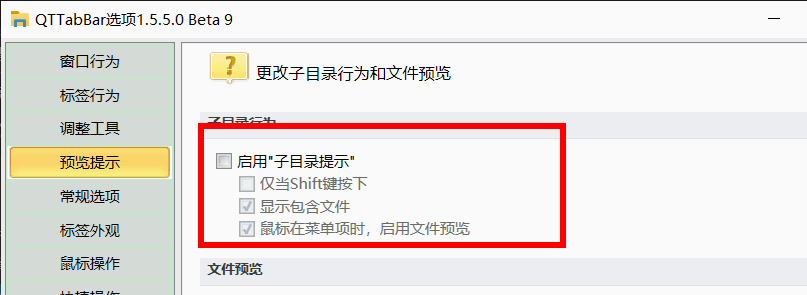 QTTabBar选项1.5.5.0 Beta 9
窗口行为
标签行为
调整工具
预览提示
常规选项
标签外观
鼠标操作
快捷操作
更改子目录行为和文件预览
子目录行为
启用"子目录提示"
仅当Shift键按下
显示包含文件
鼠标在菜单项时，启用文件预览
文件预览